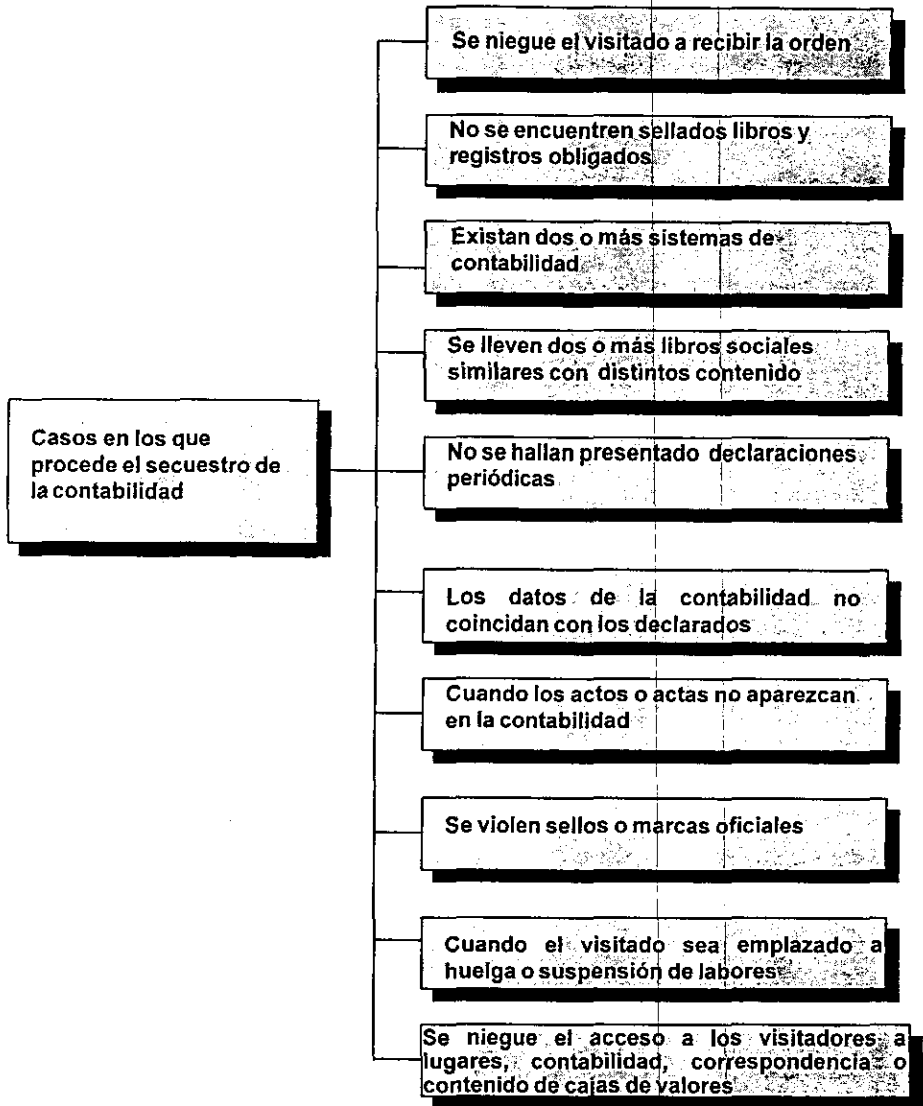 Se niegue el visitado a recibir la orden
No se encuentren sellados libros y
registros obligados
Existan dos o más sistemas de
contabilidad
Se lleven dos o más libros sociales
similares con distintos contenido
Casos en los que
procede el secuestro de
la contabilidad
No se hallan presentado declaraciones
periódicas
Los datos de la contabilidad no
coincidan con los declarados
Cuando los actos o actas no aparezcan
en la contabilidad
Se violen sellos o marcas oficiales
Cuando el visitado sea emplazado a
huelga o suspensión de labores
Se niegue el acceso a los visitadores a
lugares, contabilidad, correspondencia o
contenido de cajas de valores